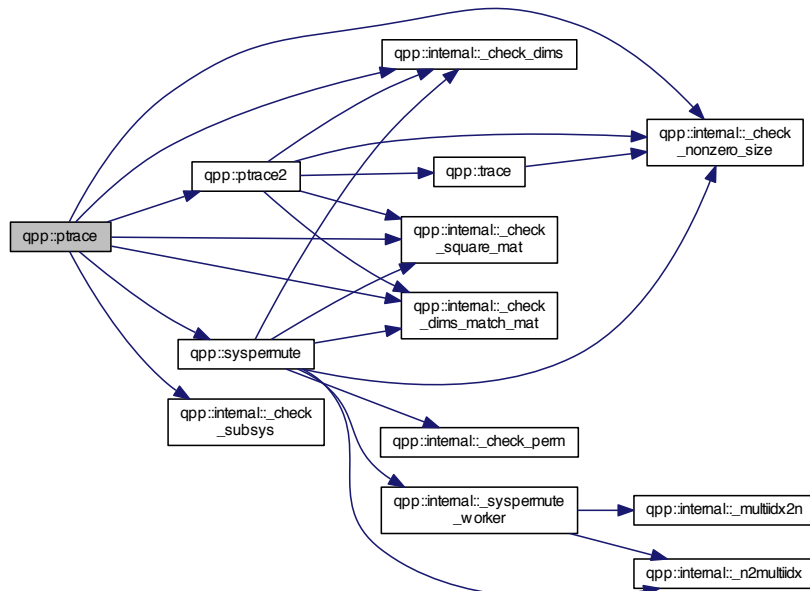 qpp::internal::_check_dims
qpp::internal::_check
_nonzero_size
qpp::ptrace2
qpp::trace
qpp::ptrace
qpp::internal::_check
_square_mat
qpp::internal::_check
_dims_match_mat
qpp::syspermute
qpp::internal::_check
_subsys
qpp::internal::_check_perm
qpp::internal::_syspermute
_worker
qpp::internal::_multiidx2n
qpp::internal::_n2multiidx